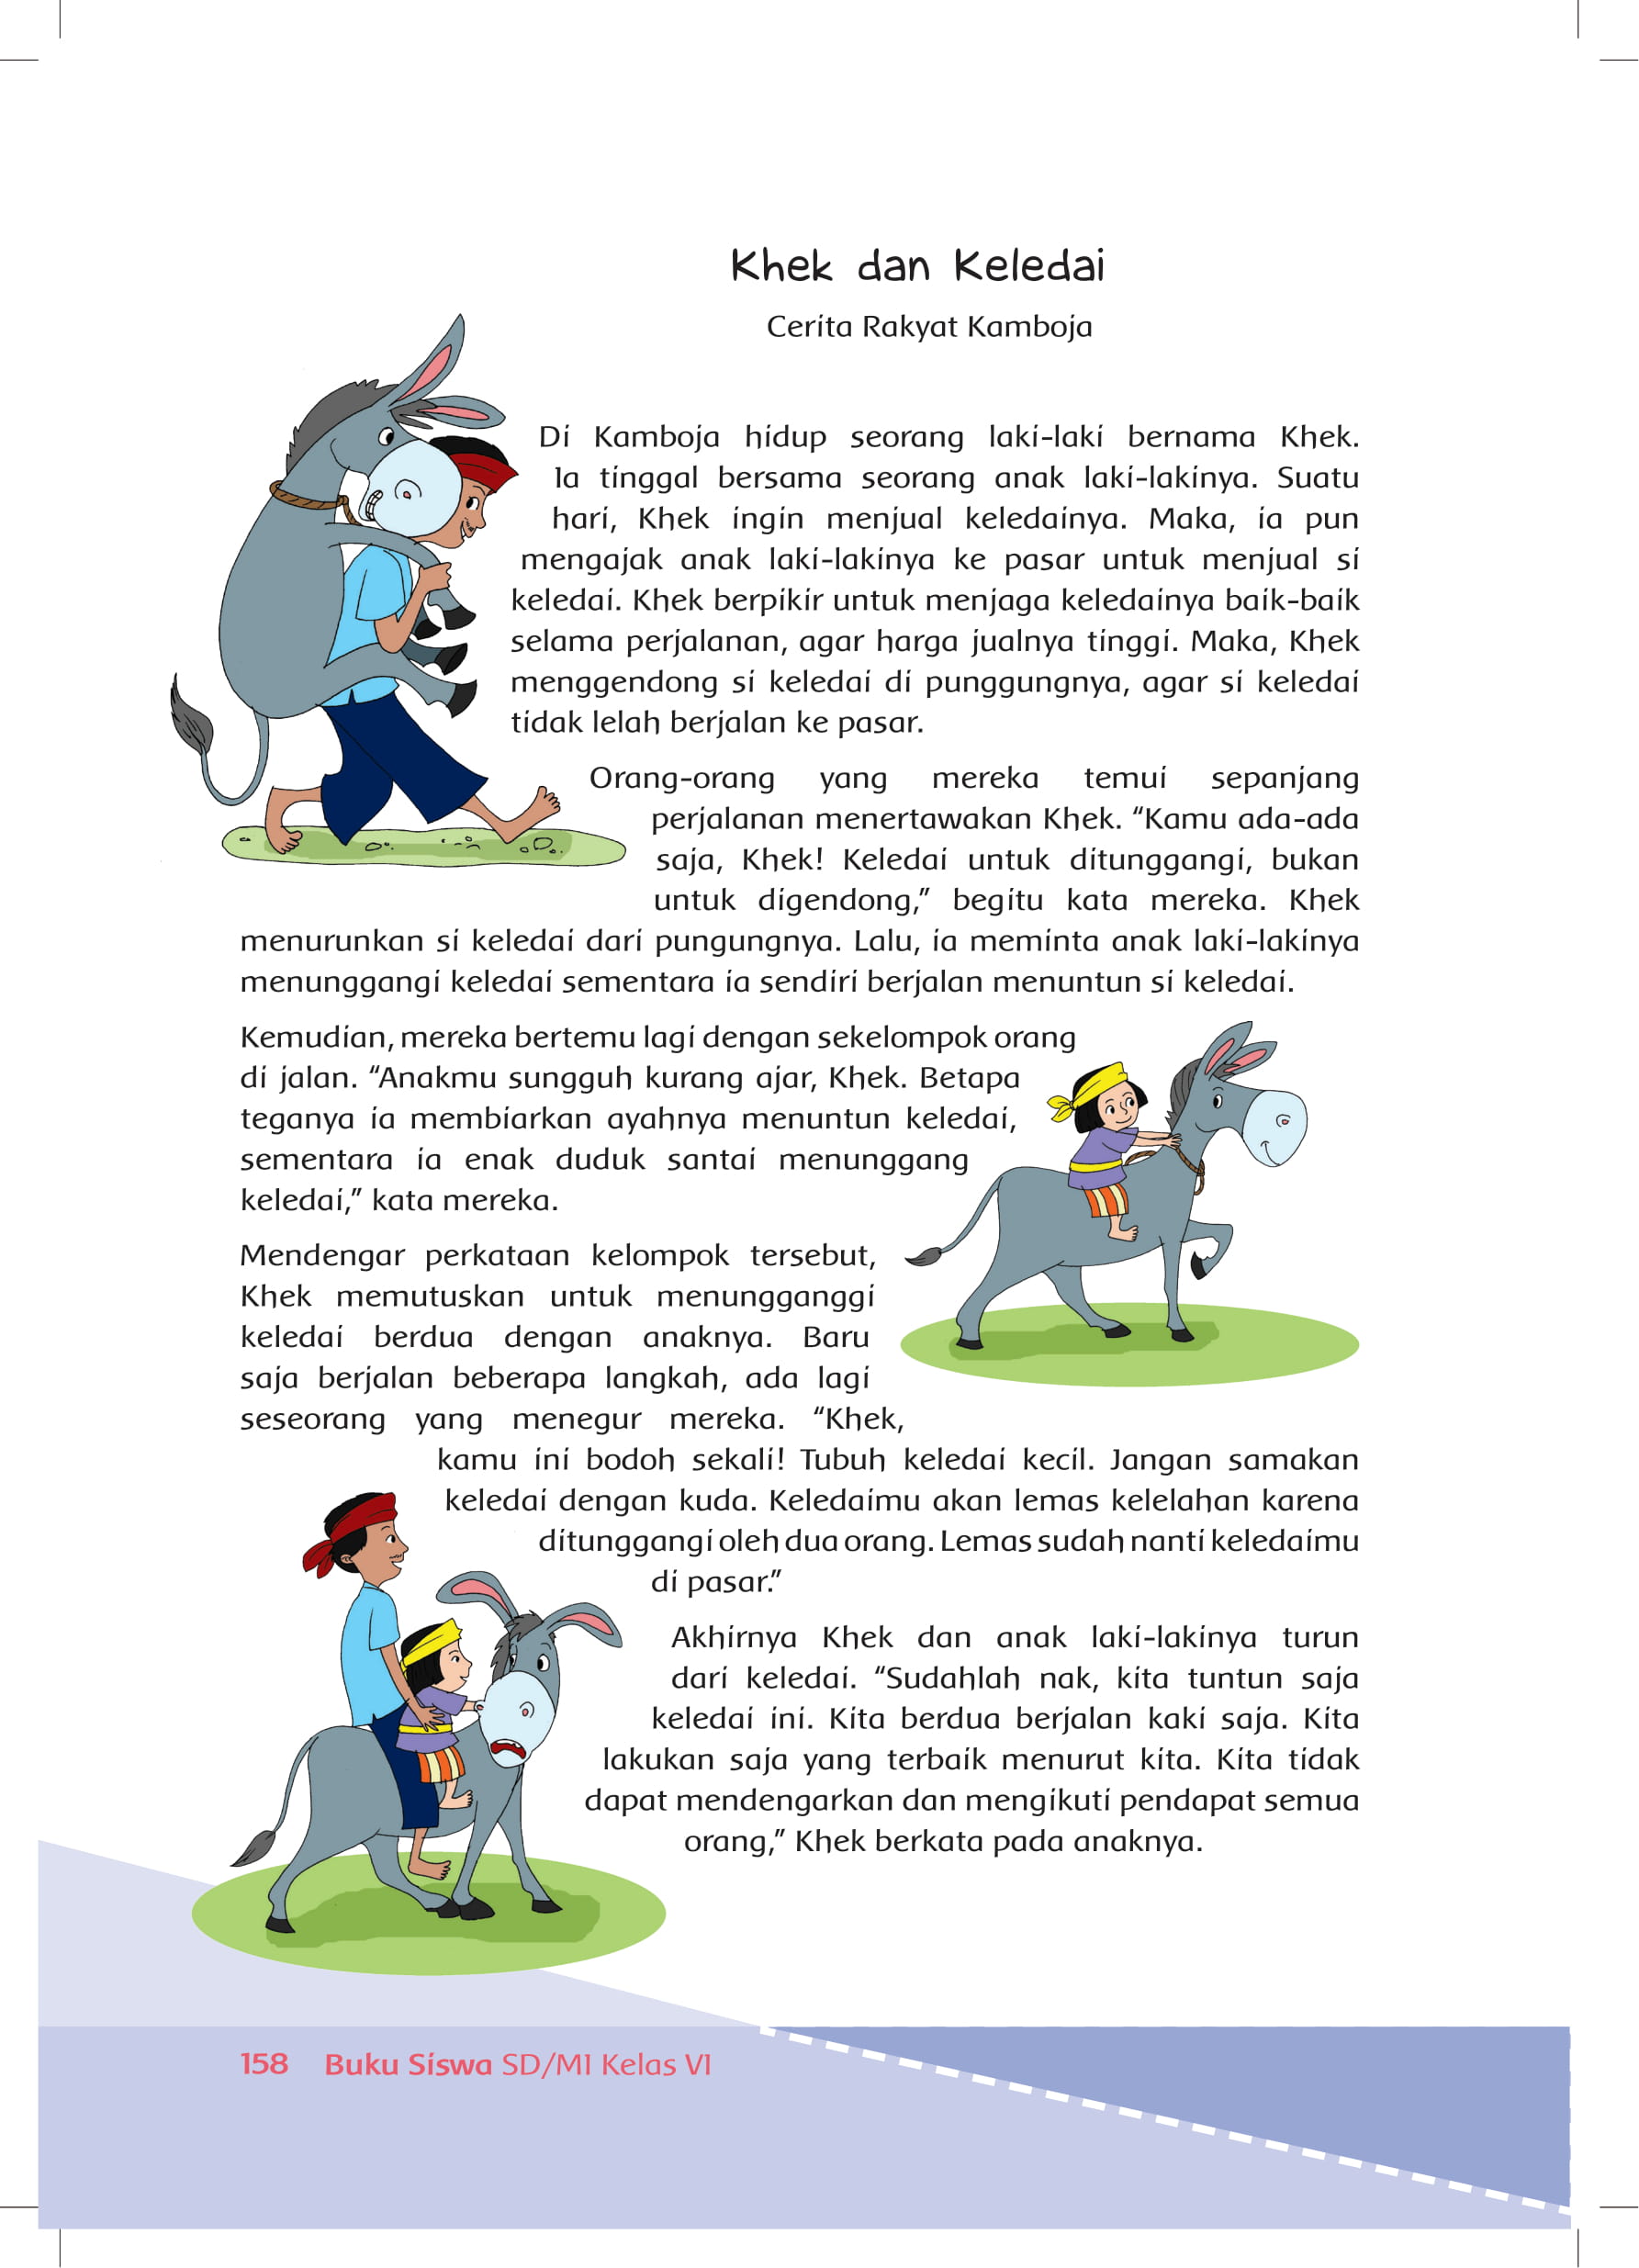 Khek dan Keledai
Cerita Rakyat Kamboja
Di Kamboja hidup seorang laki-laki bernama Khek.
Ia tinggal bersama seorang anak laki-lakinya. Suatu
hari, Khek ingin menjual keledainya. Maka, ia pun
mengajak anak laki-lakinya ke pasar untuk menjual si
keledai. Khek berpikir untuk menjaga keledainya baik-baik
selama perjalanan, agar harga jualnya tinggi. Maka, Khek
menggendong si keledai di punggungnya, agar si keledai
tidak lelah berjalan ke pasar.
Orang-orang yang mereka temui sepanjang
perjalanan menertawakan Khek. “Kamu ada-ada
saja, Khek! Keledai untuk ditunggangi, bukan
untuk digendong,” begitu kata mereka. Khek
menurunkan si keledai dari pungungnya. Lalu, ia meminta anak laki-lakinya
menunggangi keledai sementara ia sendiri berjalan menuntun si keledai.
Kemudian, mereka bertemu lagi dengan sekelompok orang
di jalan. “Anakmu sungguh kurang ajar, Khek. Betapa
teganya ia membiarkan ayahnya menuntun keledai,
sementara ia enak duduk santai menunggang
keledai,” kata mereka.
Mendengar perkataan kelompok tersebut,
Khek memutuskan untuk menungganggi
keledai berdua dengan anaknya. Baru
saja berjalan beberapa langkah, ada lagi
seseorang yang menegur mereka. “Khek,
kamu ini bodoh sekali! Tubuh keledai kecil. Jangan samakan
keledai dengan kuda. Keledaimu akan lemas kelelahan karena
ditunggangi oleh dua orang. Lemas sudah nanti keledaimu
di pasar.”
Akhirnya Khek dan anak laki-lakinya turun
dari keledai. “Sudahlah nak, kita tuntun saja
keledai ini. Kita berdua berjalan kaki saja. Kita
lakukan saja yang terbaik menurut kita. Kita tidak
dapat mendengarkan dan mengikuti pendapat semua
orang,” Khek berkata pada anaknya.
158 Buku Siswa SD/MI Kelas VI